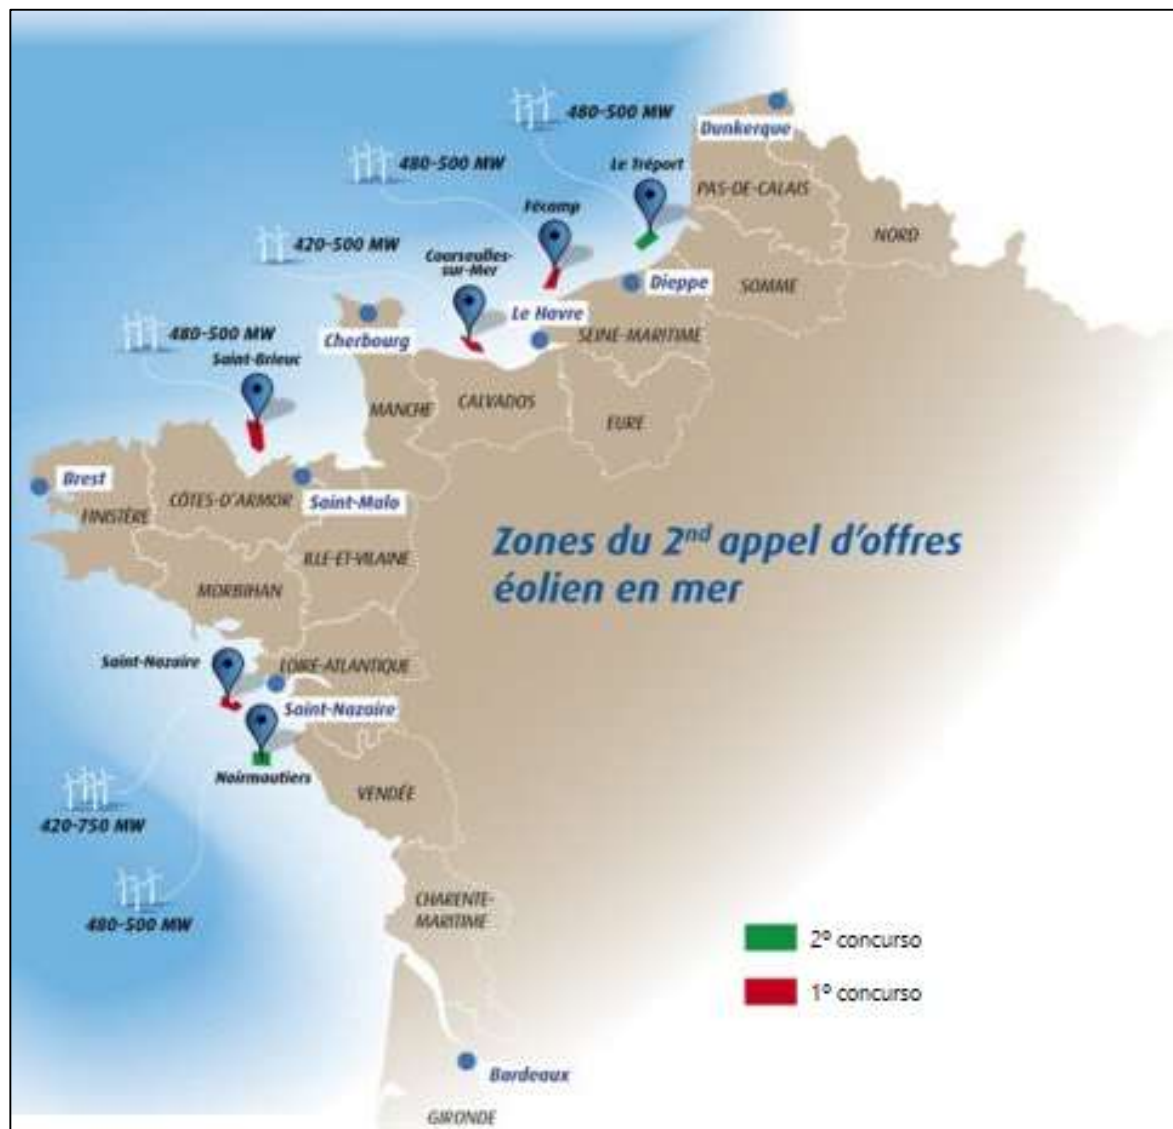 480-500 MW
Dunkerque
480-500 MW
Le Tréport
PAS-DE-CALAIS
Fécamp
NORD
420-500 MW
Courseulles-
sur-Mer
Dieppe
SOMME
Le Havre
480-500 MW
Cherbourg
SEINE-MARITIME
Saint-Brieuc
MANCHE
CALVADOS
EURE
Brest
CÔTES-D'ARMOR
Saint-Malo
FINISTÈRE
Zones du 2nd appel d'offres
éolien en mer
ILLE-ET-VILAINE
MORBIHAN
Saint-Nazaire
LOIRE-ATLANTIQUE
Saint-Nazaire
Noirmoutiers
VENDÉE
420-750 MW
480-500 MW
CHARENTE-
MARITIME
2º concurso
1º concurso
Bordeaux
GIRONDE